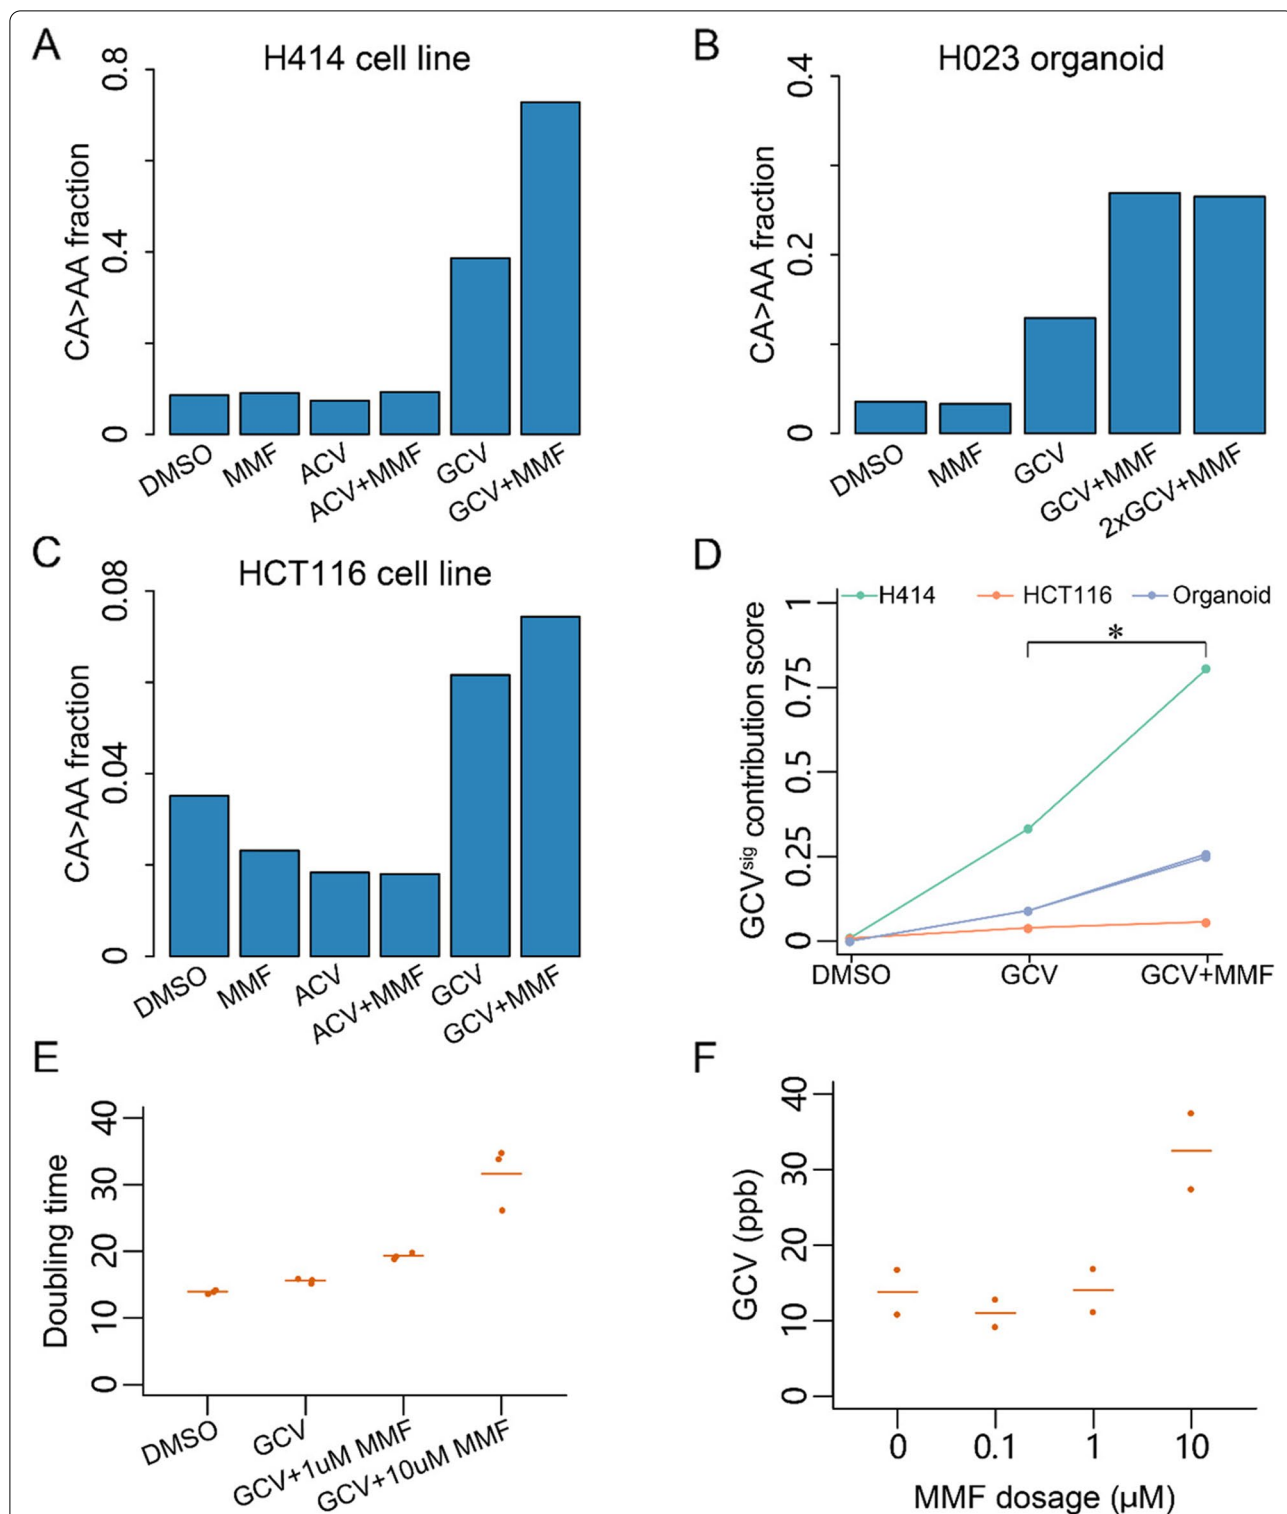 A
H414 cell line
CA>AA fraction
0.8
0.4
0
DMSO
MMF
ACV
ACV+MMF
GCV
GCV+MMF
B
H023 organoid
CA>AA fraction
0.4
0.2
0
DMSO
MMF
GCV
GCV+MMF
2xGCV+MMF
C
HCT116 cell line
CA>AA fraction
0.08
0.04
0
DMSO
MMF
ACV
ACV+MMF
GCV
GCV+MMF
D
H414
HCT116
Organoid
GCVsig contribution score
1
0.75
0.5
0.25
0
*
DMSO
GCV
GCV+MMF
E
Doubling time
40
30
20
10
0
DMSO
GCV
GCV+1uM MMF
GCV+10uM MMF
F
GCV (ppb)
40
30
20
10
0
0
0.1
1
10
MMF dosage (µM)